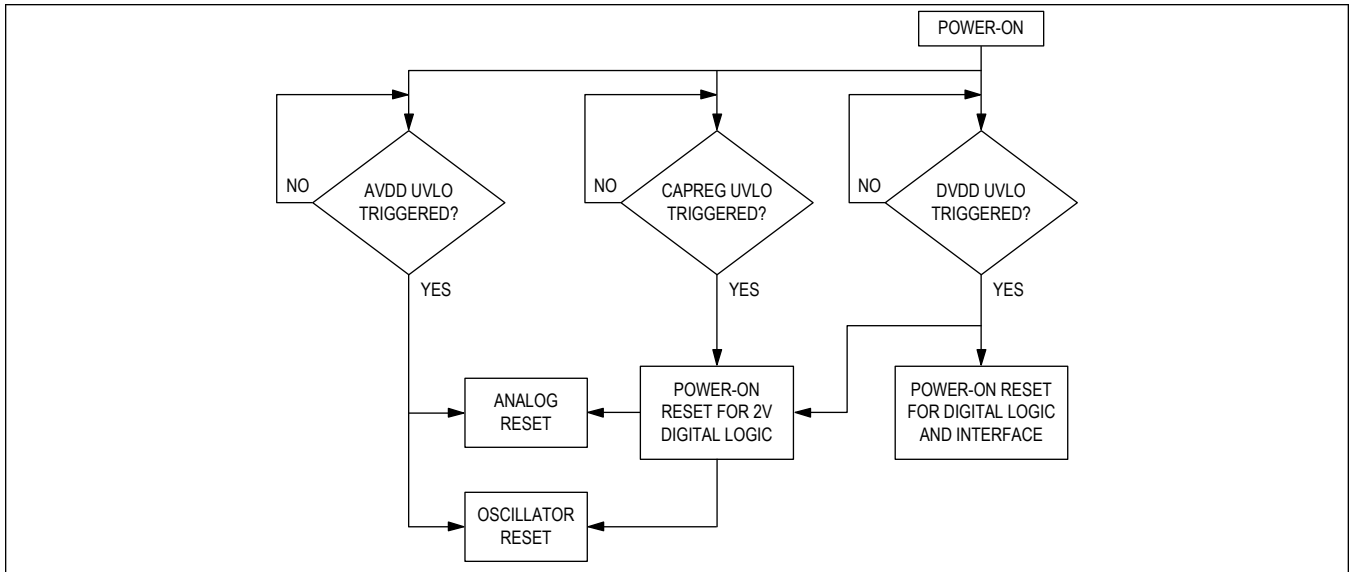 POWER-ON
AVDD UVLO
TRIGGERED?
NO
YES
CAPREG UVLO
TRIGGERED?
NO
YES
DVDD UVLO
TRIGGERED?
NO
YES
ANALOG
RESET
POWER-ON
RESET FOR 2V
DIGITAL LOGIC
POWER-ON RESET
FOR DIGITAL LOGIC
AND INTERFACE
OSCILLATOR
RESET